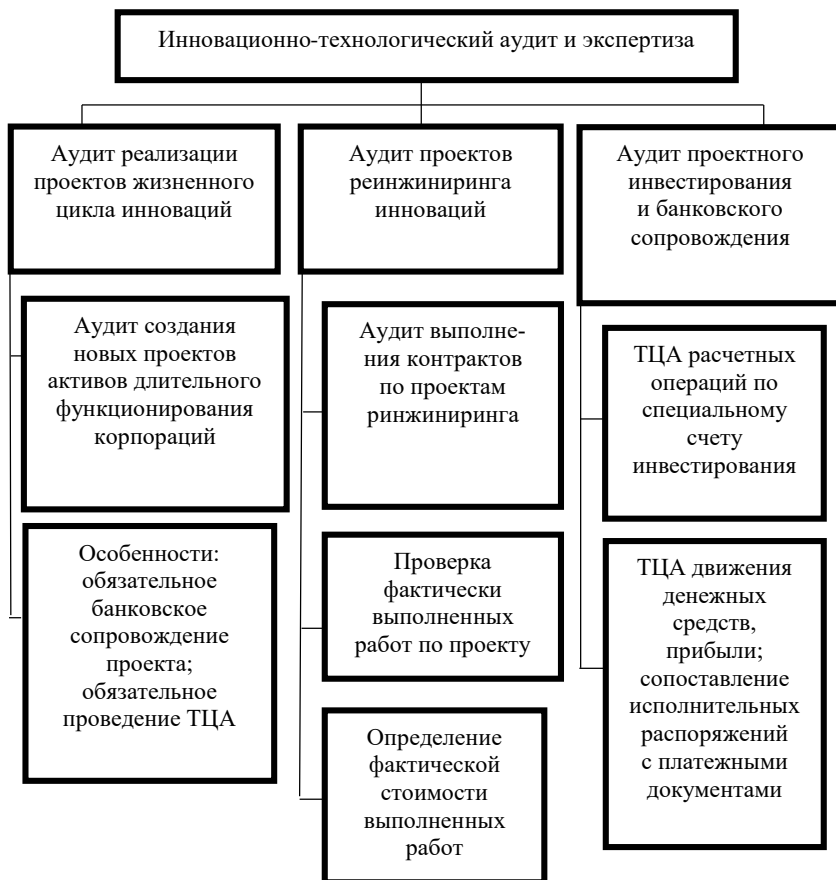 Инновационно-технологический аудит и экспертиза
Аудит реализации
проектов жизненного
цикла инноваций
Аудит создания
новых проектов
активов длительного
функционирования
корпораций
Особенности:
обязательное
банковское
сопровождение
проекта;
обязательное
проведение ТЦА
Аудит проектов
реинжиниринга
инноваций
Аудит выполне-
ния контрактов
по проектам
ринжиниринга
Проверка
фактически
выполненных
работ по проекту
Определение
фактической
стоимости
выполненных
работ
Аудит проектного
инвестирования
и банковского
сопровождения
ТЦА расчетных
операций по
специальному
счету
инвестирования
ТЦА движения
денежных
средств,
прибыли;
сопоставление
исполнительных
распоряжений
с платежными
документами